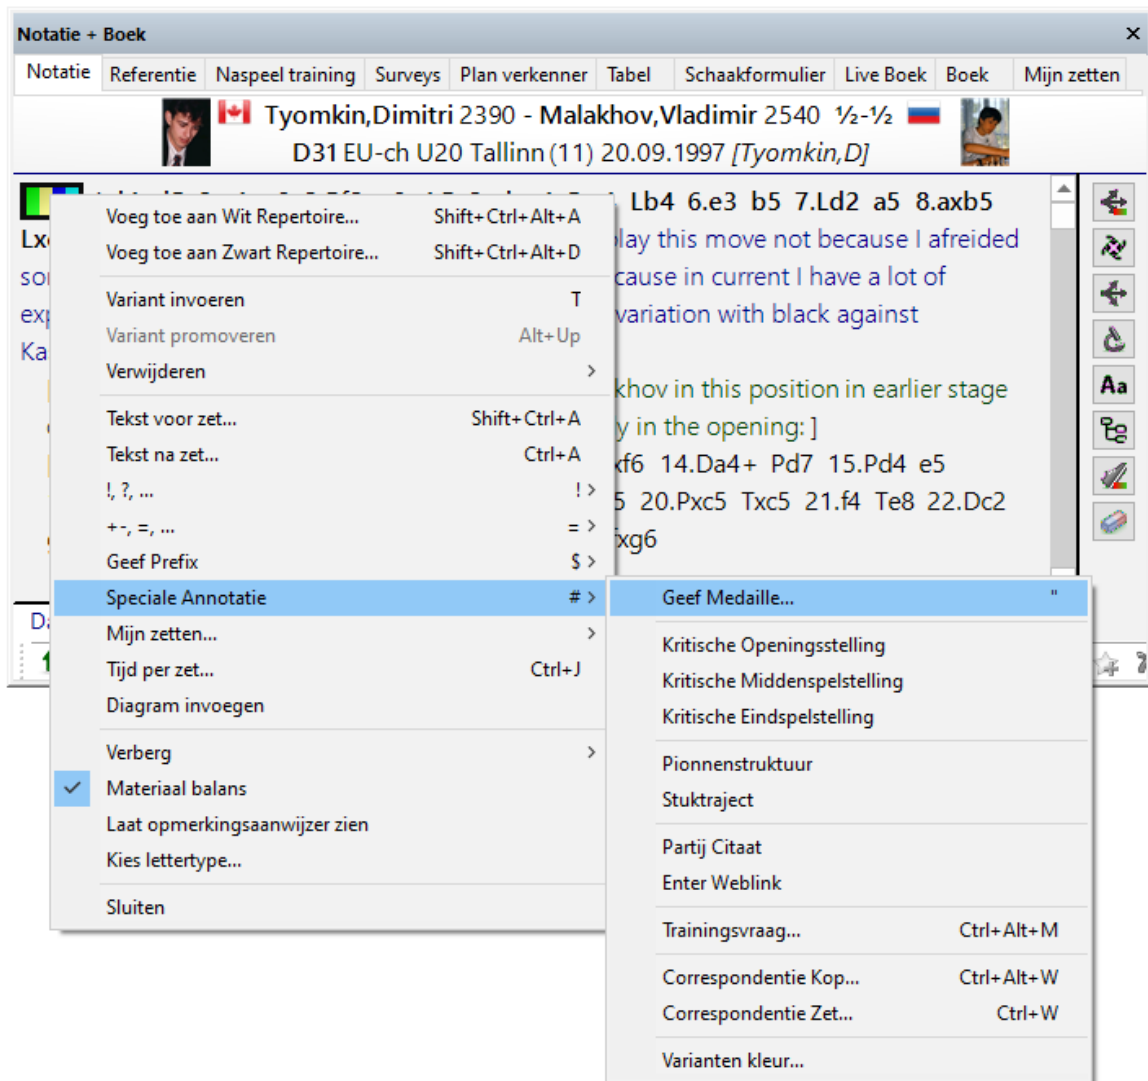 Notatie + Boek
Notatie Referentie Naspeel training Surveys Plan verkenner Tabel Schaakformulier Live Boek Boek Mijn zetten
Tyomkin,Dimitri 2390 - Malakhov,Vladimir 2540 ½-½
D31 EU-ch U20 Tallinn (11) 20.09.1997 [Tyomkin,D]
Lb4 6.e3 b5 7.Ld2 a5 8.axb5
play this move not because I afreided
cause in current I have a lot of
variation with black against
khov in this position in earlier stage
y in the opening: ]
xf6 14.Da4+ Pd7 15.Pd4 e5
5 20.Pxc5 Txc5 21.f4 Te8 22.Dc2
fxg6
Voeg toe aan Wit Repertoire... Shift+Ctrl+Alt+A
Voeg toe aan Zwart Repertoire... Shift+Ctrl+Alt+D
Variant invoeren T
Variant promoveren Alt+Up
Verwijderen >
Tekst voor zet... Shift+Ctrl+A
Tekst na zet... Ctrl+A
!, ?, ... ! >
+-, =, ... = >
Geef Prefix $ >
Speciale Annotatie # >
Mijn zetten... >
Tijd per zet... Ctrl+J
Diagram invoegen
Verberg >
Materiaal balans
Laat opmerkingsaanwijzer zien
Kies lettertype...
Sluiten
Geef Medaille... "
Kritische Openingsstelling
Kritische Middenspelstelling
Kritische Eindspelstelling
Pionnenstruktuur
Stuktraject
Partij Citaat
Enter Weblink
Trainingsvraag... Ctrl+Alt+M
Correspondentie Kop... Ctrl+Alt+W
Correspondentie Zet... Ctrl+W
Varianten kleur...
Aa